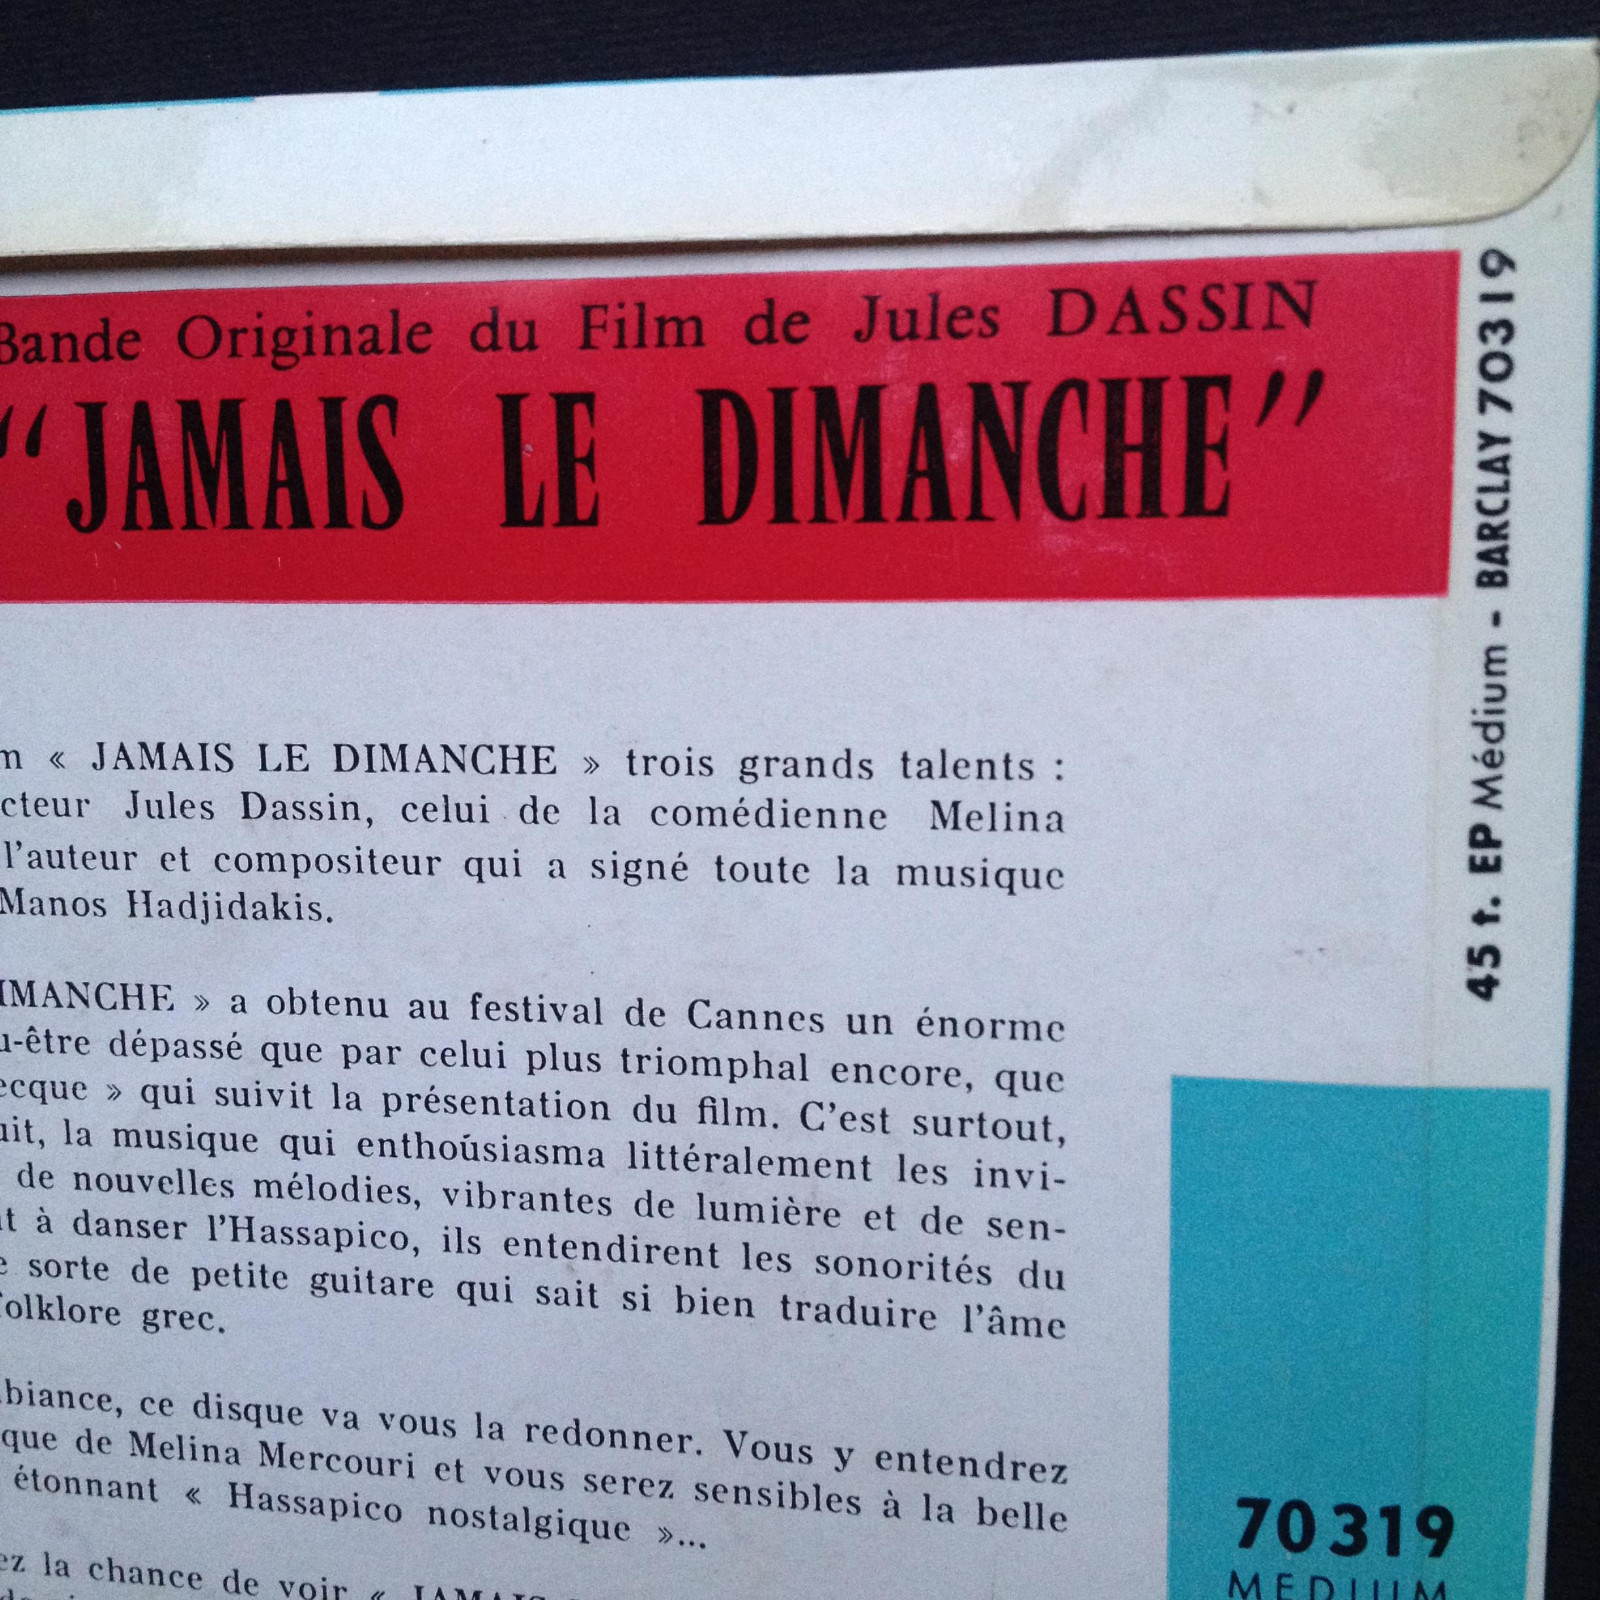 Bande Originale du Film de Jules DASSIN
"JAMAIS LE DIMANCHE"
45 t. EP Médium - BARCLAY 70319
m « JAMAIS LE DIMANCHE » trois grands talents :
cteur Jules Dassin, celui de la comédienne Melina
l'auteur et compositeur qui a signé toute la musique
Manos Hadjidakis.
IMANCHE » a obtenu au festival de Cannes un énorme
u-être dépassé que par celui plus triomphal encore, que
ecque » qui suivit la présentation du film. C'est surtout,
uit, la musique qui enthousiasma littéralement les invi-
de nouvelles mélodies, vibrantes de lumière et de sen-
t à danser l'Hassapico, ils entendirent les sonorités du
e sorte de petite guitare qui sait si bien traduire l'âme
folklore grec.
biance, ce disque va vous la redonner. Vous y entendrez
que de Melina Mercouri et vous serez sensibles à la belle
étonnant « Hassapico nostalgique »...
ez la chance de voir « JAMAIS
70319
MEDIUM